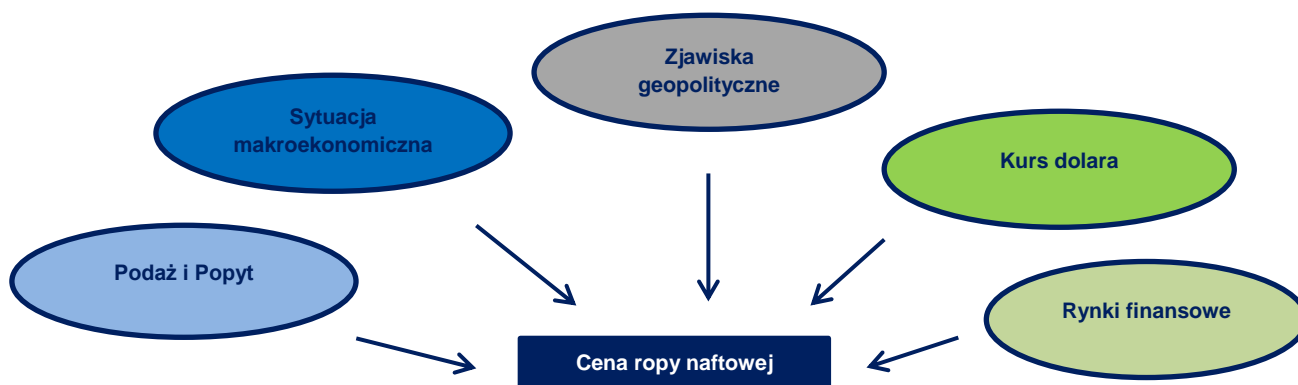 Zjawiska
geopolityczne
Sytuacja
makroekonomiczna
Kurs dolara
Podaż i Popyt
Rynki finansowe
Cena ropy naftowej